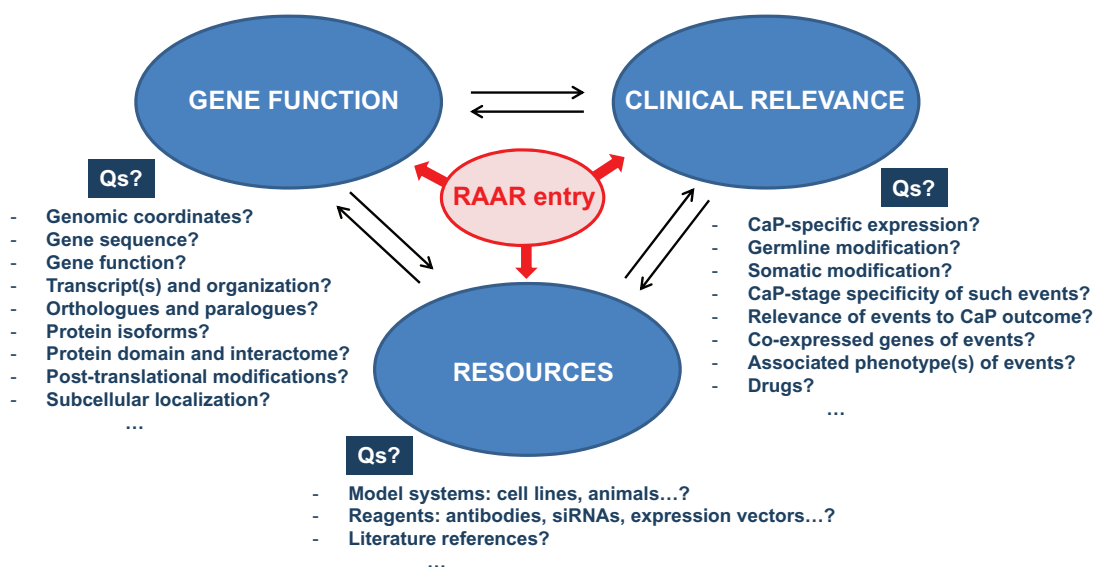 GENE FUNCTION
CLINICAL RELEVANCE
RAAR entry
RESOURCES
Qs?
- Genomic coordinates?
- Gene sequence?
- Gene function?
- Transcript(s) and organization?
- Orthologues and paralogues?
- Protein isoforms?
- Protein domain and interactome?
- Post-translational modifications?
- Subcellular localization?
...
Qs?
- CaP-specific expression?
- Germline modification?
- Somatic modification?
- CaP-stage specificity of such events?
- Relevance of events to CaP outcome?
- Co-expressed genes of events?
- Associated phenotype(s) of events?
- Drugs?
...
Qs?
- Model systems: cell lines, animals...?
- Reagents: antibodies, siRNAs, expression vectors...?
- Literature references?
...